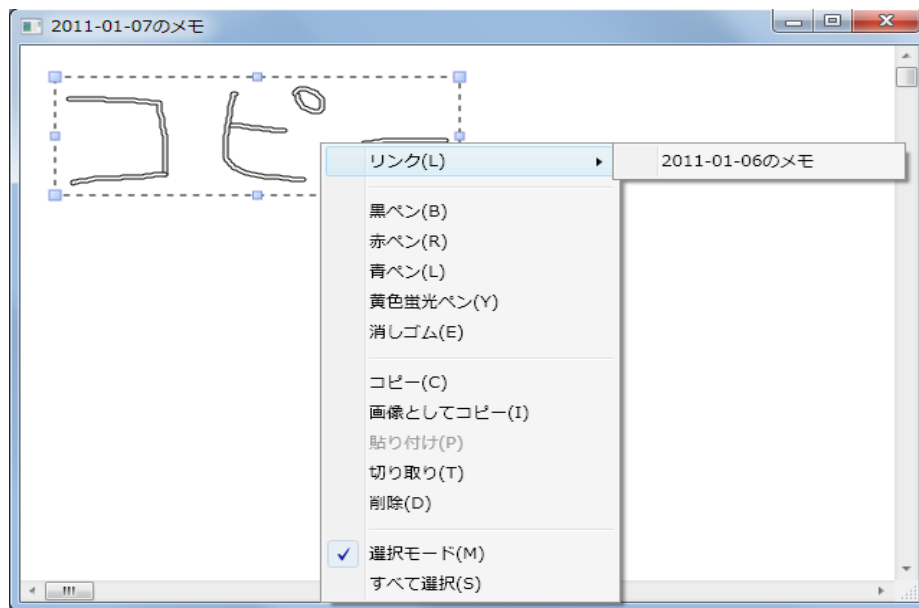 2011-01-07のメモ
コピー
リンク(L)
2011-01-06のメモ
黒ペン(B)
赤ペン(R)
青ペン(L)
黄色蛍光ペン(Y)
消しゴム(E)
コピー(C)
画像としてコピー(I)
貼り付け(P)
切り取り(T)
削除(D)
選択モード(M)
すべて選択(S)